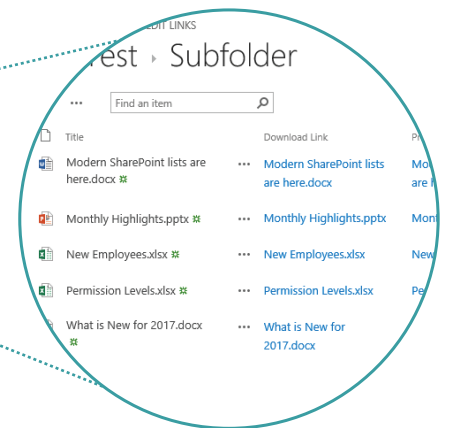 EDIT LINKS
Test › Subfolder
...
Find an item
Title Download Link
Modern SharePoint lists are ... Modern SharePoint lists
here.docx are here.docx
Monthly Highlights.pptx ... Monthly Highlights.pptx
New Employees.xlsx ... New Employees.xlsx New
Permission Levels.xlsx ... Permission Levels.xlsx
What is New for 2017.docx ... What is New for
2017.docx